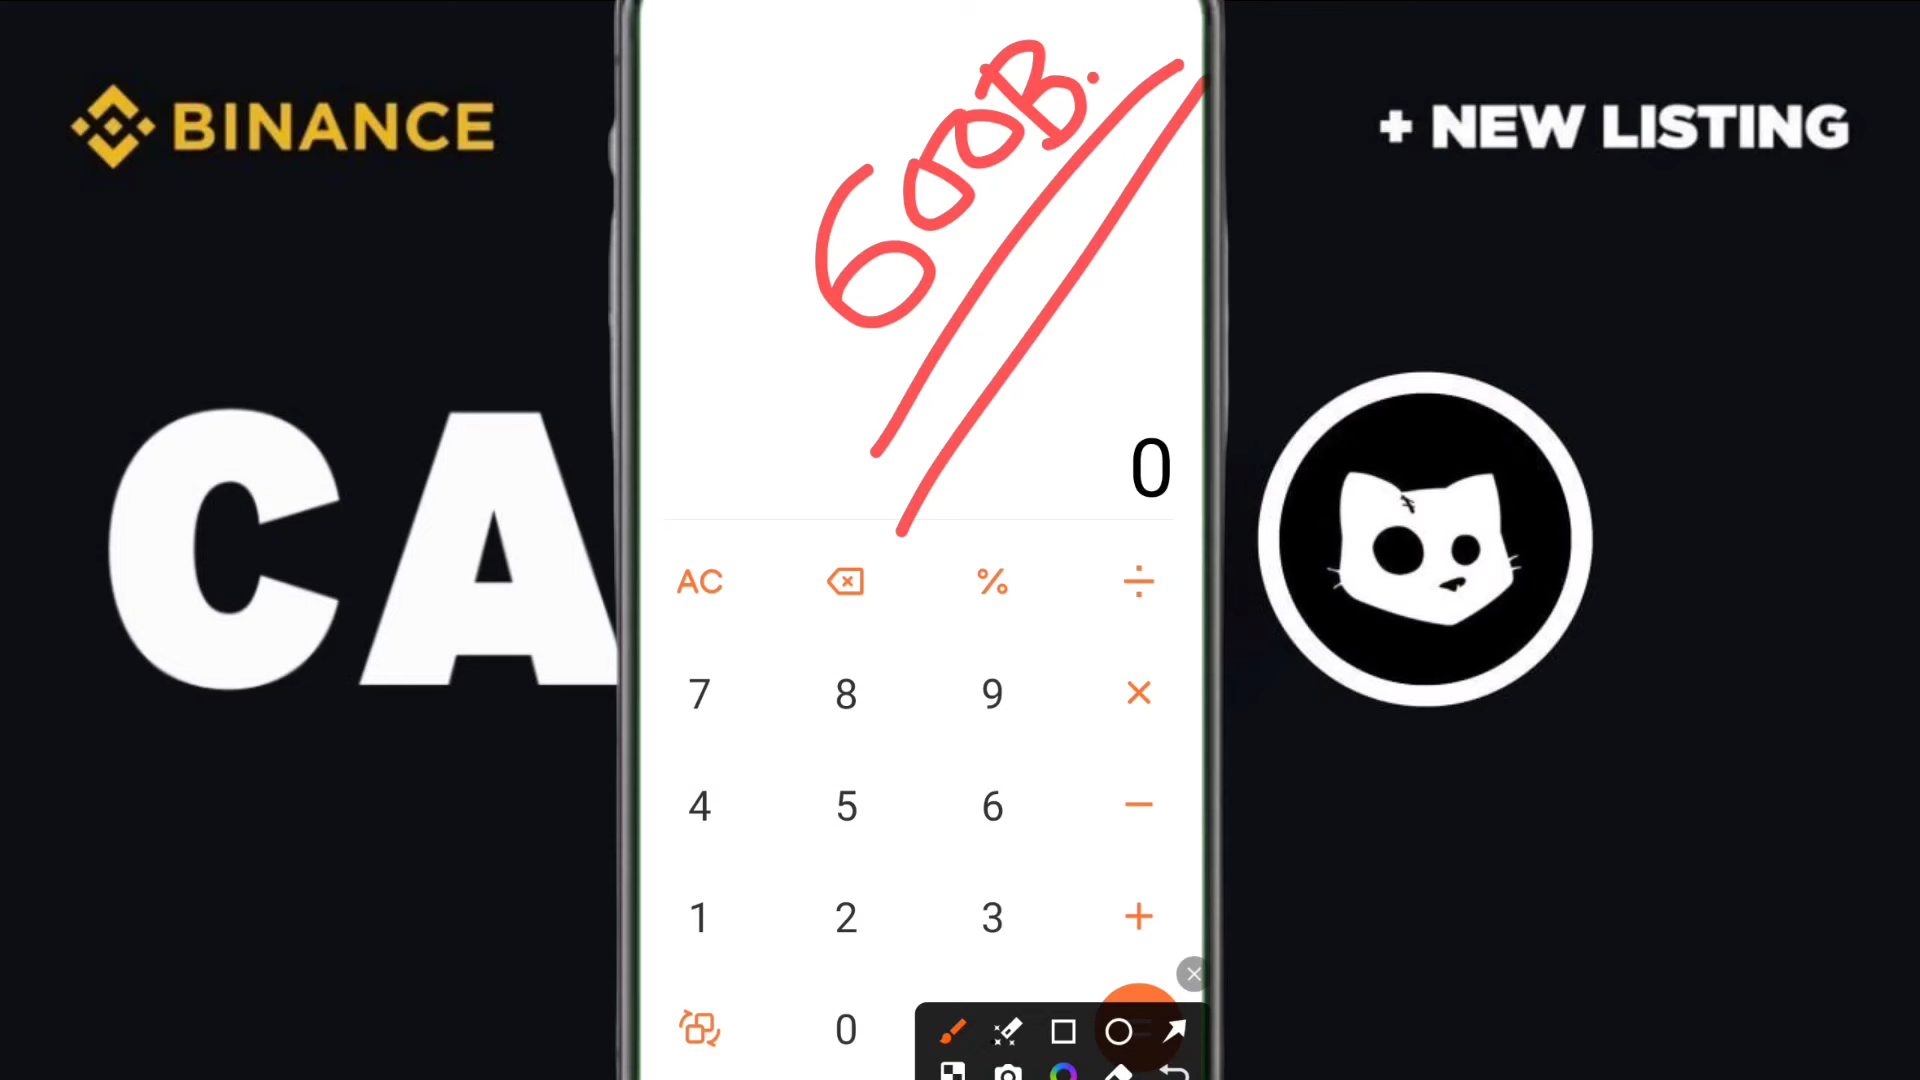 BINANCE
+ NEW LISTING
600B.
CA
0
AC % ÷
7 8 9 ×
4 5 6 −
1 2 3 +
0